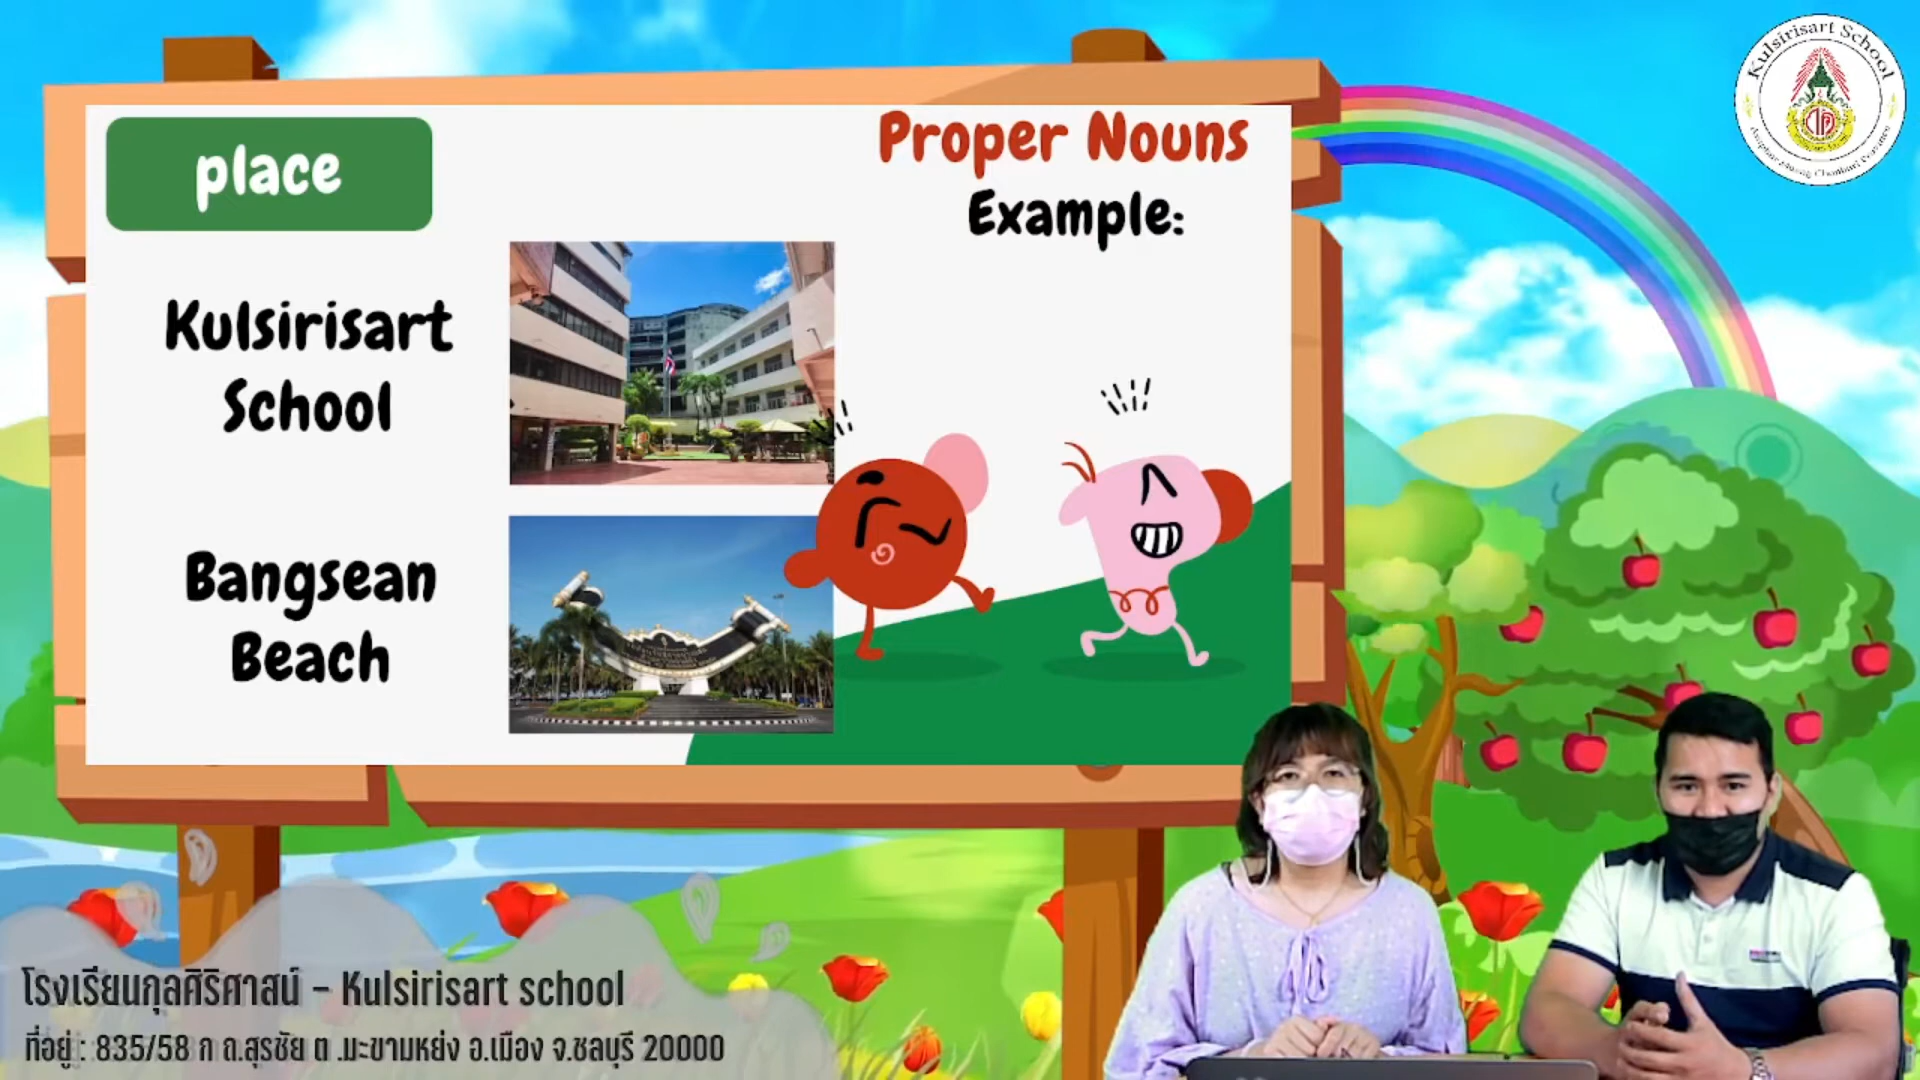 place
Proper Nouns
Example:
Kulsirisart
School
Bangsean
Beach
Kulsirisart School
โรงเรียนกุลศิริศาสน์ - Kulsirisart school
ที่อยู่ : 835/58 ก ถ.สุรชัย ต .มะขามหย่ง อ.เมือง จ.ชลบุรี 20000